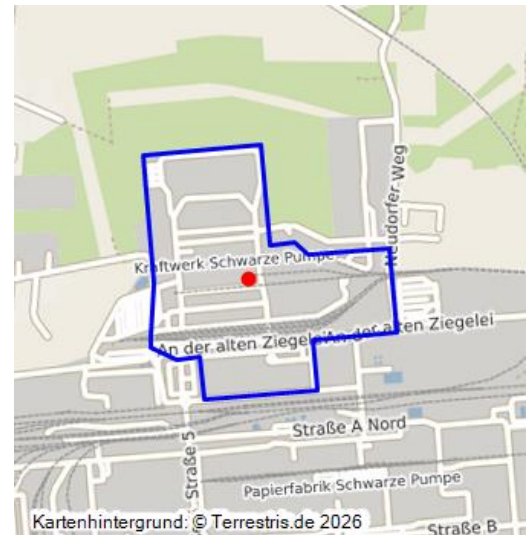 Neudorfer Weg
Kraftwerk Schwarze Pumpe
An der alten Ziegelei
An der alten Ziegelei
Straße 5
Straße A Nord
Papierfabrik Schwarze Pumpe
Straße B
Kartenhintergrund: © Terrestris.de 2026